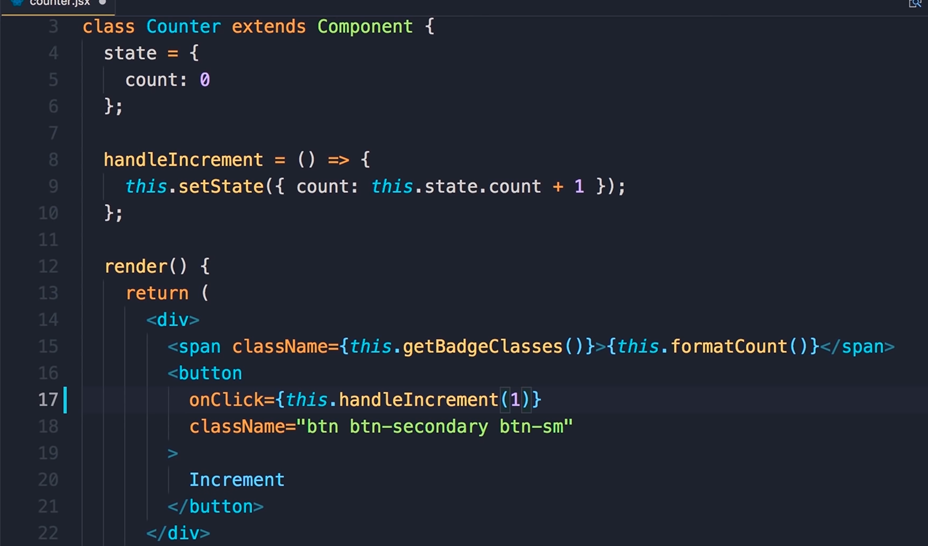 counter.jsx
3 class Counter extends Component {
4 state = {
5 count: 0
6 };
7
8 handleIncrement = () => {
9 this.setState({ count: this.state.count + 1 });
10 };
11
12 render() {
13 return (
14 <div>
15 <span className={this.getBadgeClasses()}>{this.formatCount()}</span>
16 <button
17 onClick={this.handleIncrement(1)}
18 className="btn btn-secondary btn-sm"
19 >
20 Increment
21 </button>
22 </div>